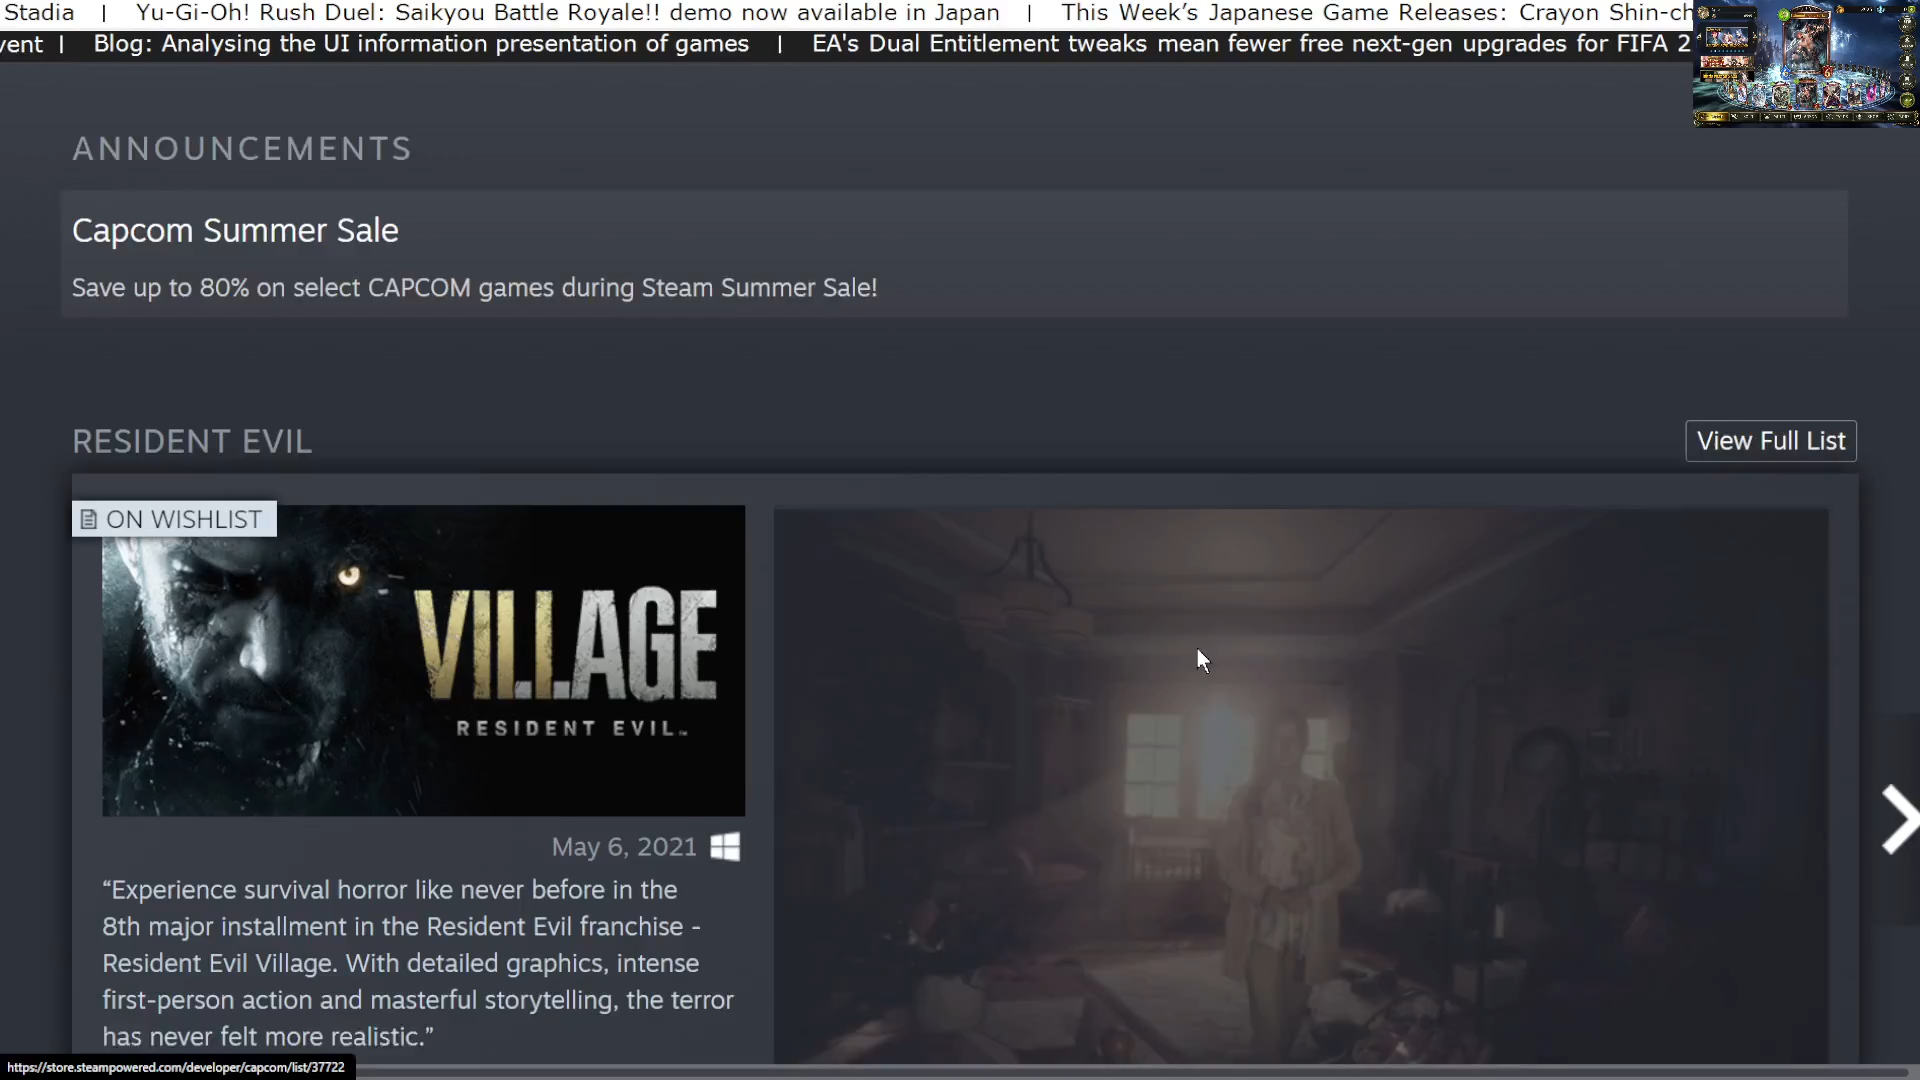 Stadia | Yu-Gi-Oh! Rush Duel: Saikyou Battle Royale!! demo now available in Japan | This Week’s Japanese Game Releases: Crayon Shin-ch
vent | Blog: Analysing the UI information presentation of games | EA's Dual Entitlement tweaks mean fewer free next-gen upgrades for FIFA 2
ANNOUNCEMENTS
Capcom Summer Sale
Save up to 80% on select CAPCOM games during Steam Summer Sale!
RESIDENT EVIL
View Full List
ON WISHLIST
VILLAGE
RESIDENT EVIL™
May 6, 2021
“Experience survival horror like never before in the
8th major installment in the Resident Evil franchise -
Resident Evil Village. With detailed graphics, intense
first-person action and masterful storytelling, the terror
has never felt more realistic.”
https://store.steampowered.com/developer/capcom/list/37722